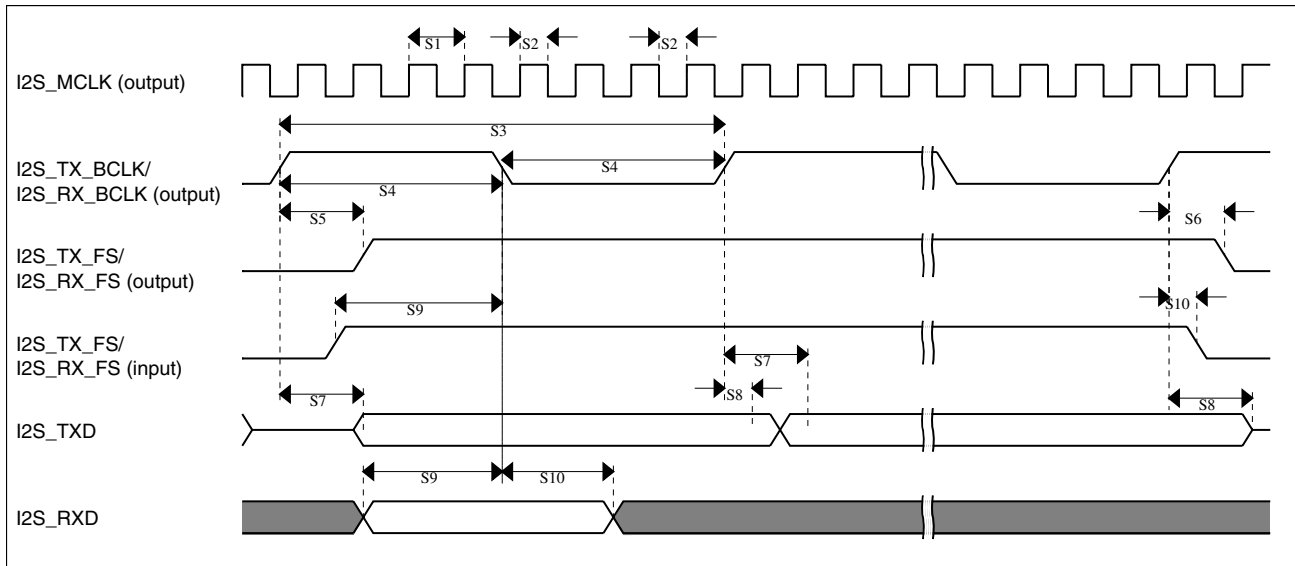 S1
S2
S2
I2S_MCLK (output)
S3
I2S_TX_BCLK/
I2S_RX_BCLK (output)
S4
S4
S5
S6
I2S_TX_FS/
I2S_RX_FS (output)
S9
S10
I2S_TX_FS/
I2S_RX_FS (input)
S7
S7
S8
S8
I2S_TXD
S9
S10
I2S_RXD